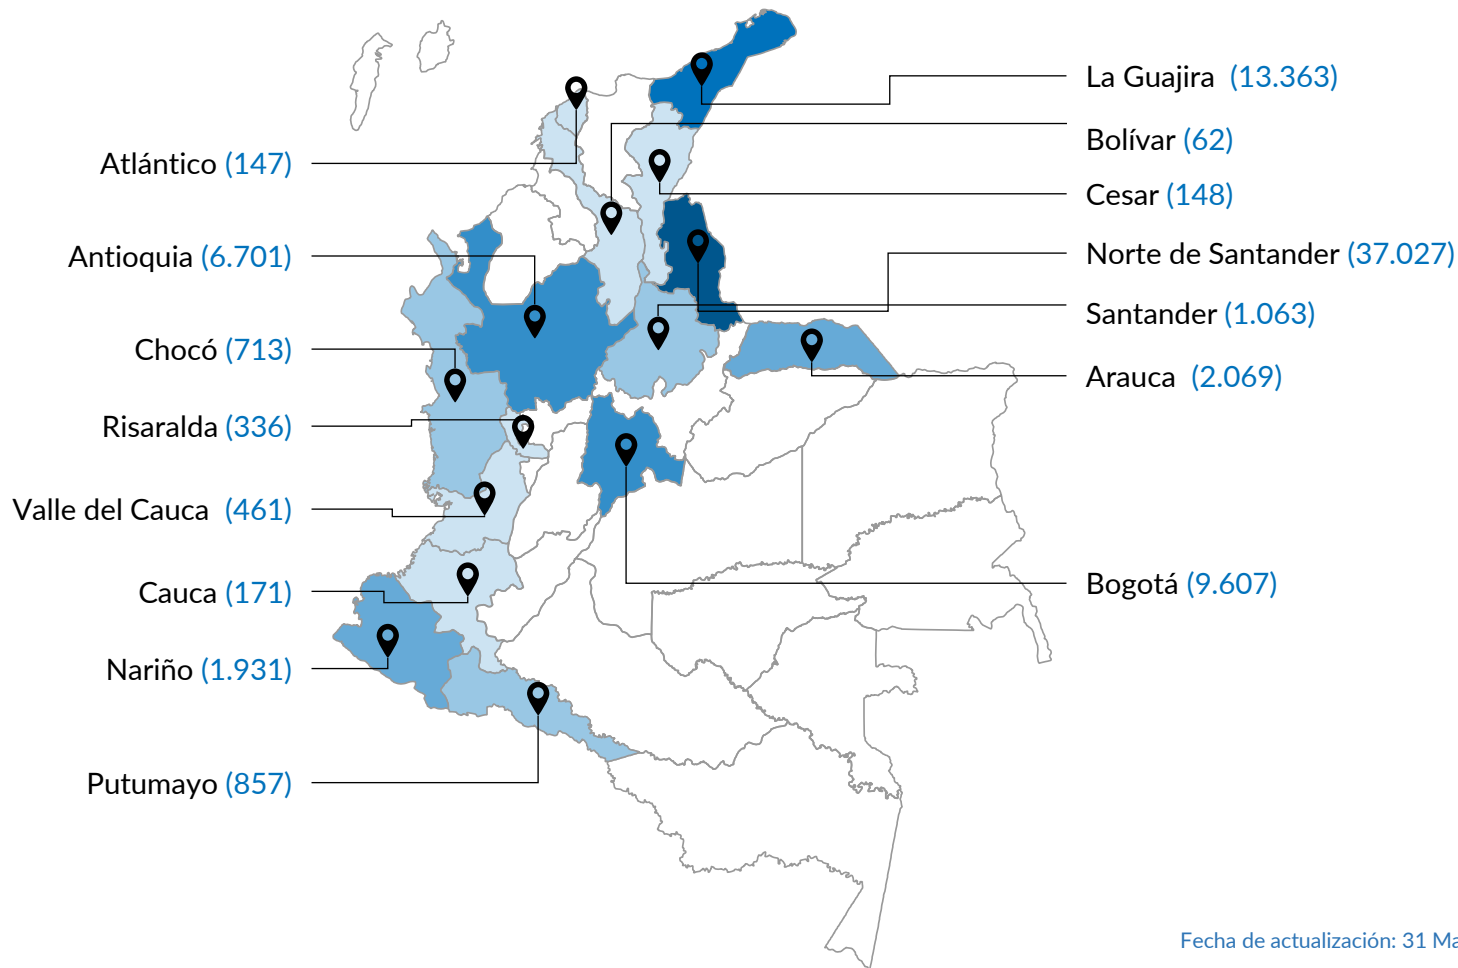 Atlántico (147)
Antioquia (6.701)
Chocó (713)
Risaralda (336)
Valle del Cauca (461)
Cauca (171)
Nariño (1.931)
Putumayo (857)
La Guajira (13.363)
Bolívar (62)
Cesar (148)
Norte de Santander (37.027)
Santander (1.063)
Arauca (2.069)
Bogotá (9.607)
Fecha de actualización: 31